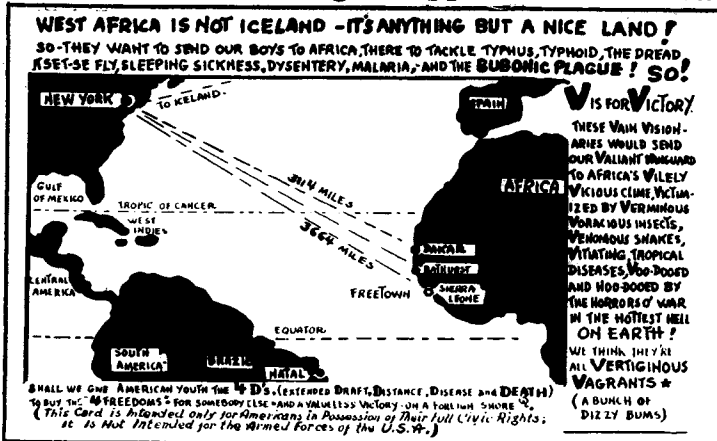 WEST AFRICA IS NOT ICELAND - IT'S ANYTHING BUT A NICE LAND!
SO - THEY WANT TO SEND OUR BOYS TO AFRICA, THERE TO TACKLE TYPHUS, TYPHOID, THE DREAD
TSET-SE FLY, SLEEPING SICKNESS, DYSENTERY, MALARIA, - AND THE BUBONIC PLAGUE! SO!
NEW YORK
TO ICELAND -
SPAIN
AFRICA
GULF
OF MEXICO
TROPIC OF CANCER
WEST
INDIES
3114 MILES
3664 MILES
DAKAR
BATHURST
SIERRA
LEONE
FREETOWN
CENTRAL
AMERICA
EQUATOR
SOUTH
AMERICA
BRAZIL
NATAL
V IS FOR VICTORY.
THESE VAIN VISION-
ARIES WOULD SEND
OUR VALIANT VANGUARD
TO AFRICA'S VILELY
VICIOUS CLIME, VICTIM-
IZED BY VERMINOUS
VORACIOUS INSECTS,
VENOMOUS SNAKES,
VITIATING, TROPICAL
DISEASES, VOO-DOOED
AND HOO-DOOED BY
THE HORRORS O' WAR
IN THE HOTTEST HELL
ON EARTH!
WE THINK THEY'RE
ALL VERTIGINOUS
VAGRANTS *
(A BUNCH OF
DIZZY BUMS)
SHALL WE GIVE AMERICAN YOUTH THE 4 D'S. (EXTENDED DRAFT, DISTANCE, DISEASE and DEATH)
TO BUY THE "4 FREEDOMS" FOR SOMEBODY ELSE - AND A VALUELESS VICTORY - ON A FOREIGN SHORE?
(This Card is Intended only for Americans in Possession of Their full Civic Rights;
it Is Not Intended for the Armed Forces of the U.S.A.)